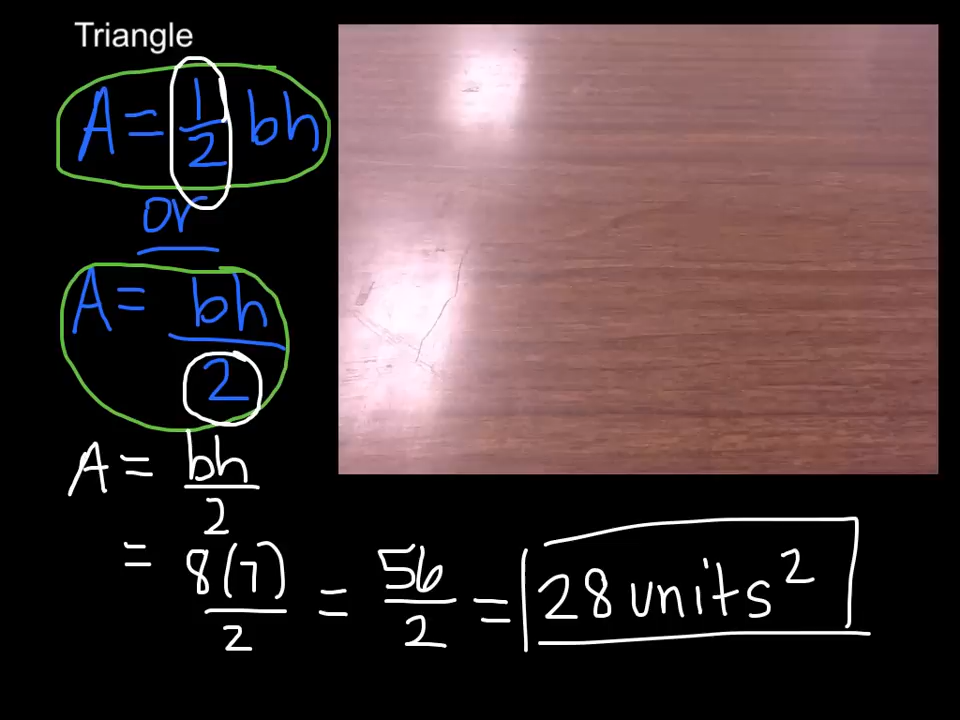 Triangle
A = 1/2 bh
or
A = bh/2
A = bh/2
= 8(7)/2 = 56/2 = 28 units²